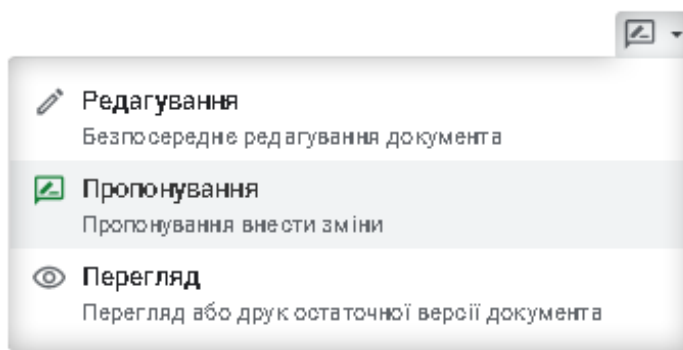 Редагування
Безпосереднє редагування документа
Пропонування
Пропонування внести зміни
Перегляд
Перегляд або друк остаточної версії документа